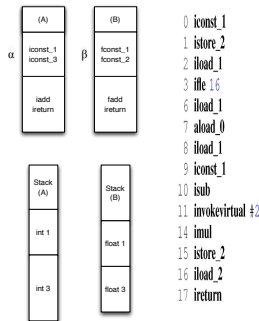 (A)
α
iconst_1
iconst_3
iadd
ireturn
(B)
β
fconst_1
fconst_2
fadd
freturn
Stack
(A)
int 1
int 3
Stack
(B)
float 1
float 3
0 iconst_1
1 istore_2
2 iload_1
3 ifle 16
6 iload_1
7 aload_0
8 iload_1
9 iconst_1
10 isub
11 invokevirtual #2
14 imul
15 istore_2
16 iload_2
17 ireturn